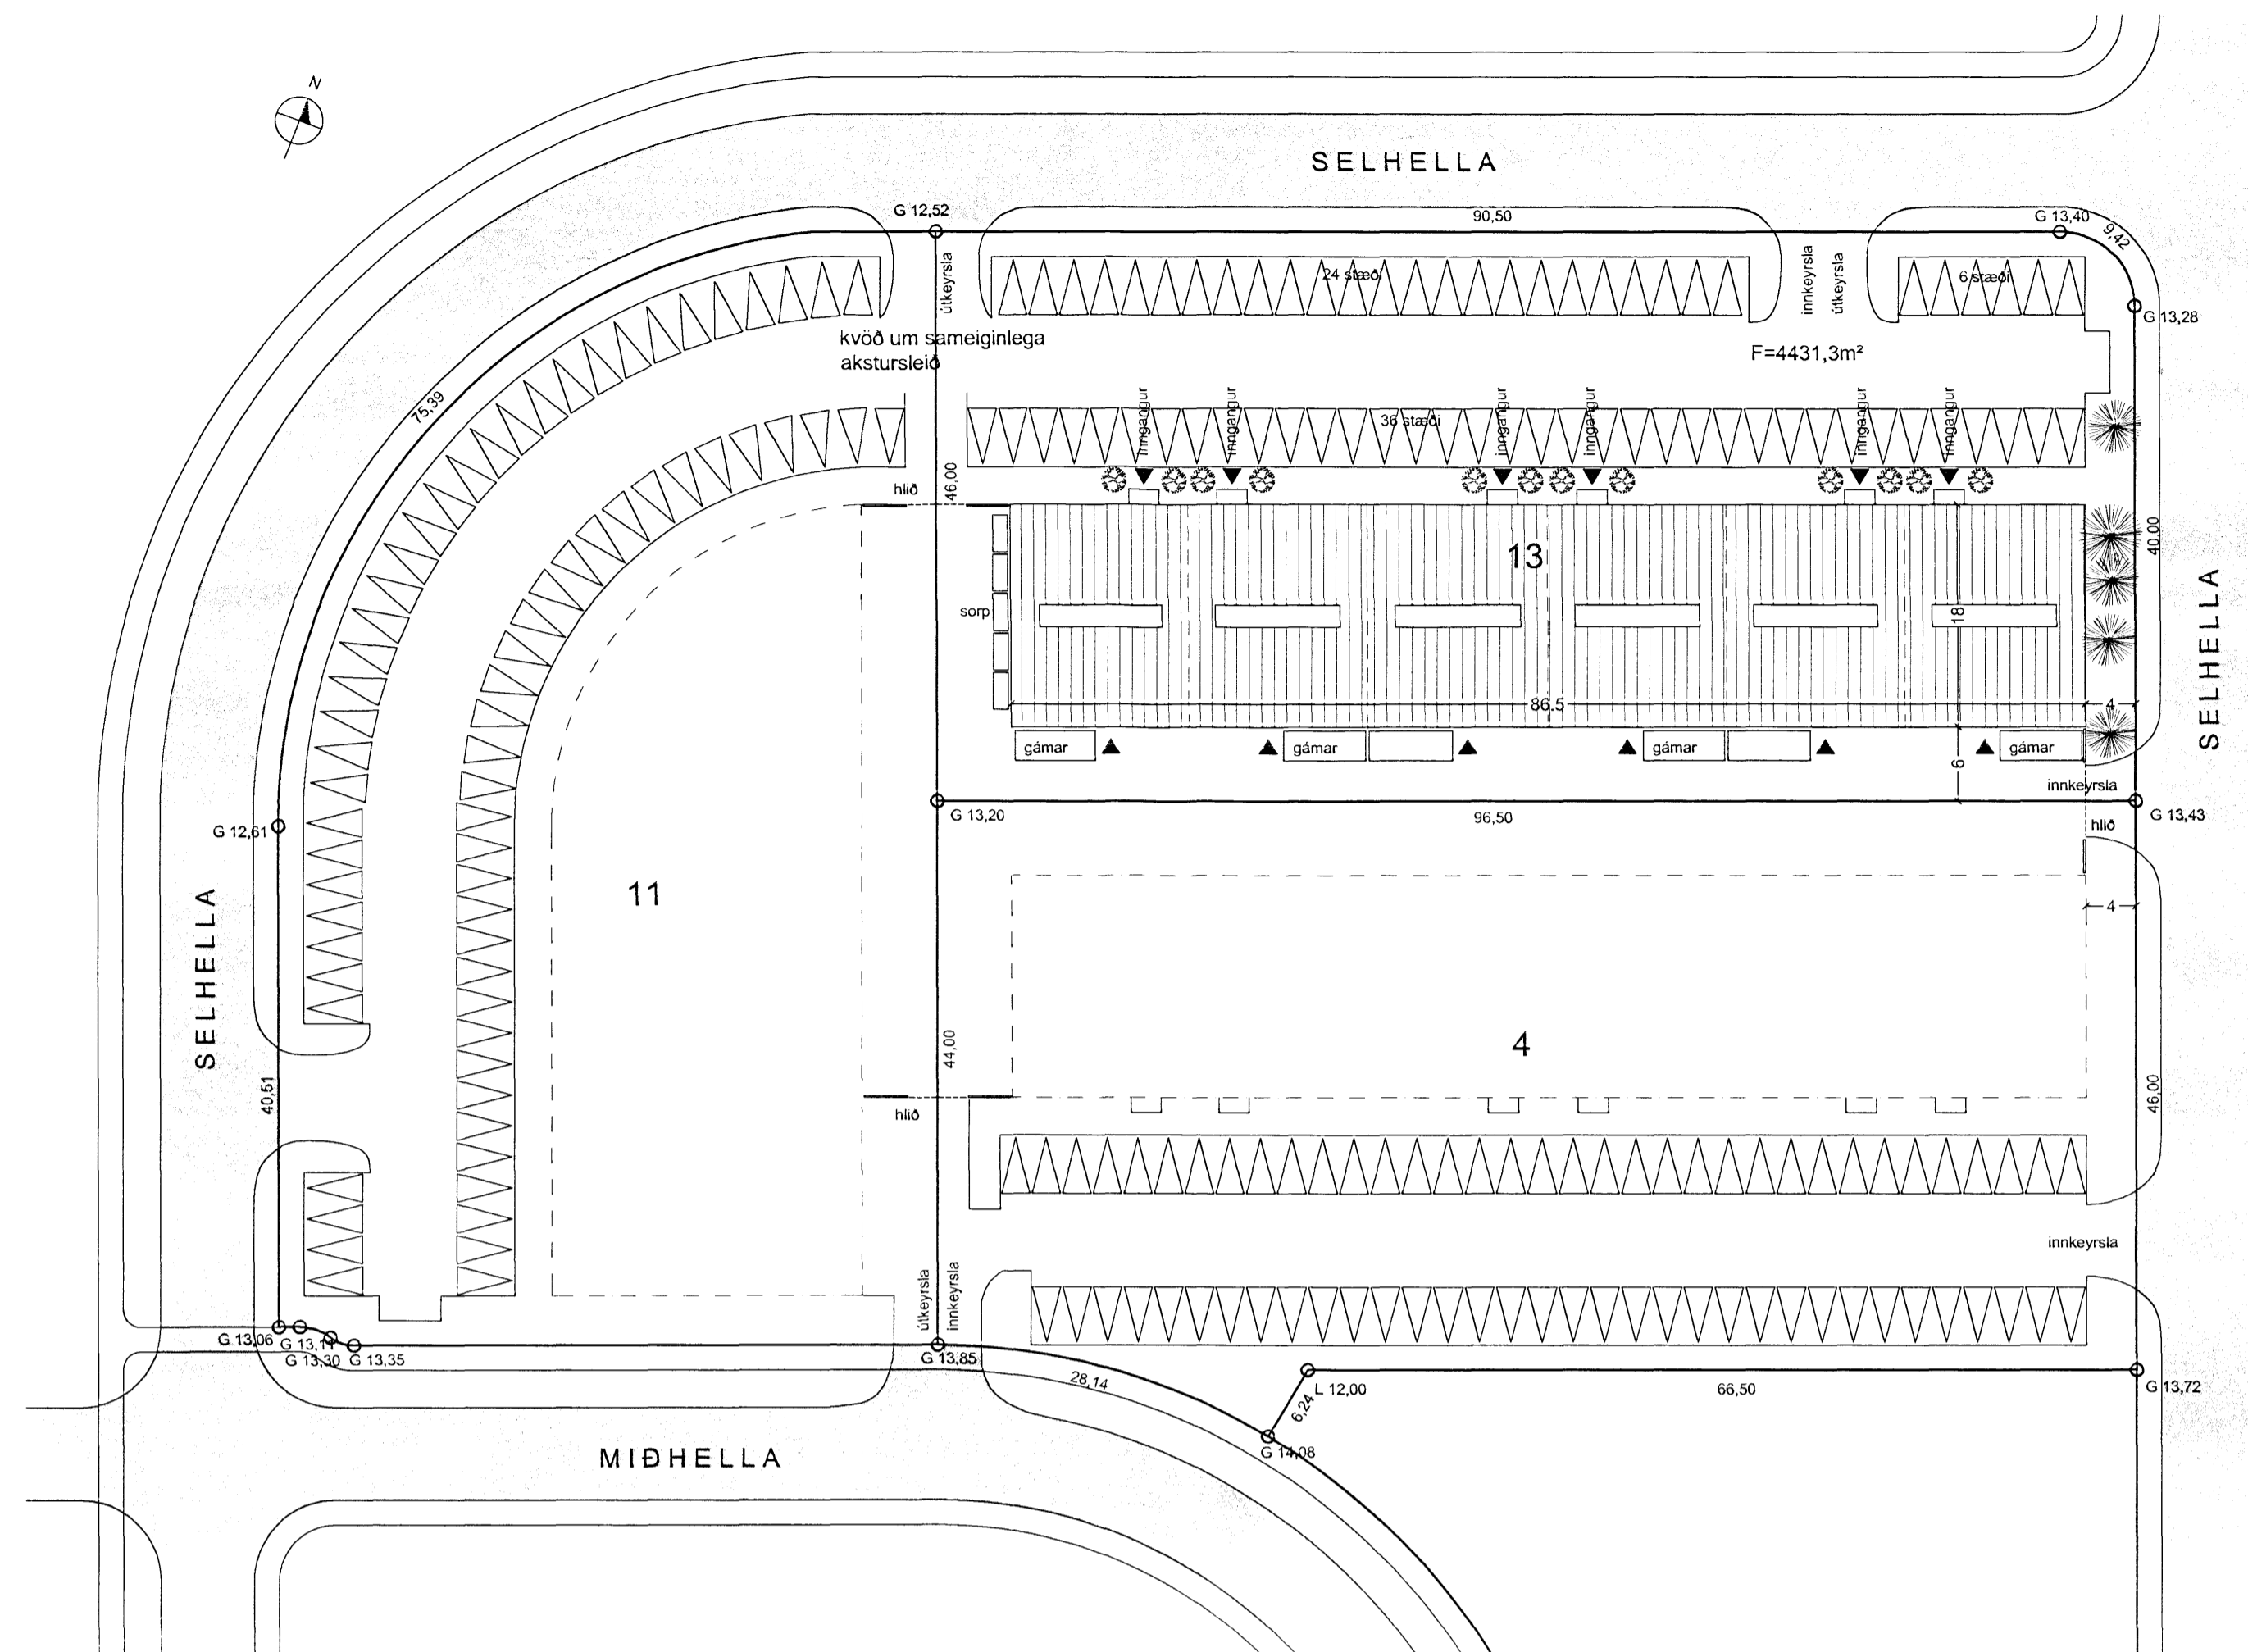 N
SELHELLA
G 12,52
90,50
G 13,40
9,42
útkeyrsla
24 stæði
innkeyrsla
útkeyrsla
6 stæði
G 13,28
kvöð um sameiginlega
akstursleið
F=4431,3m²
75,39
36 stæði
inngangur
inngangur
inngangur
inngangur
inngangur
inngangur
46,00
hlið
13
40,00
sorp
18
SELHELLA
86,5
4
gámar
gámar
gámar
gámar
6
innkeyrsla
G 13,20
96,50
G 13,43
hlið
G 12,61
11
4
SELHELLA
4
44,00
40,51
46,00
hlið
innkeyrsla
útkeyrsla
innkeyrsla
G 13,06
G 13,11
G 13,30
G 13,35
G 13,85
28,14
L 12,00
66,50
G 13,72
6,24
G 14,08
MIÐHELLA